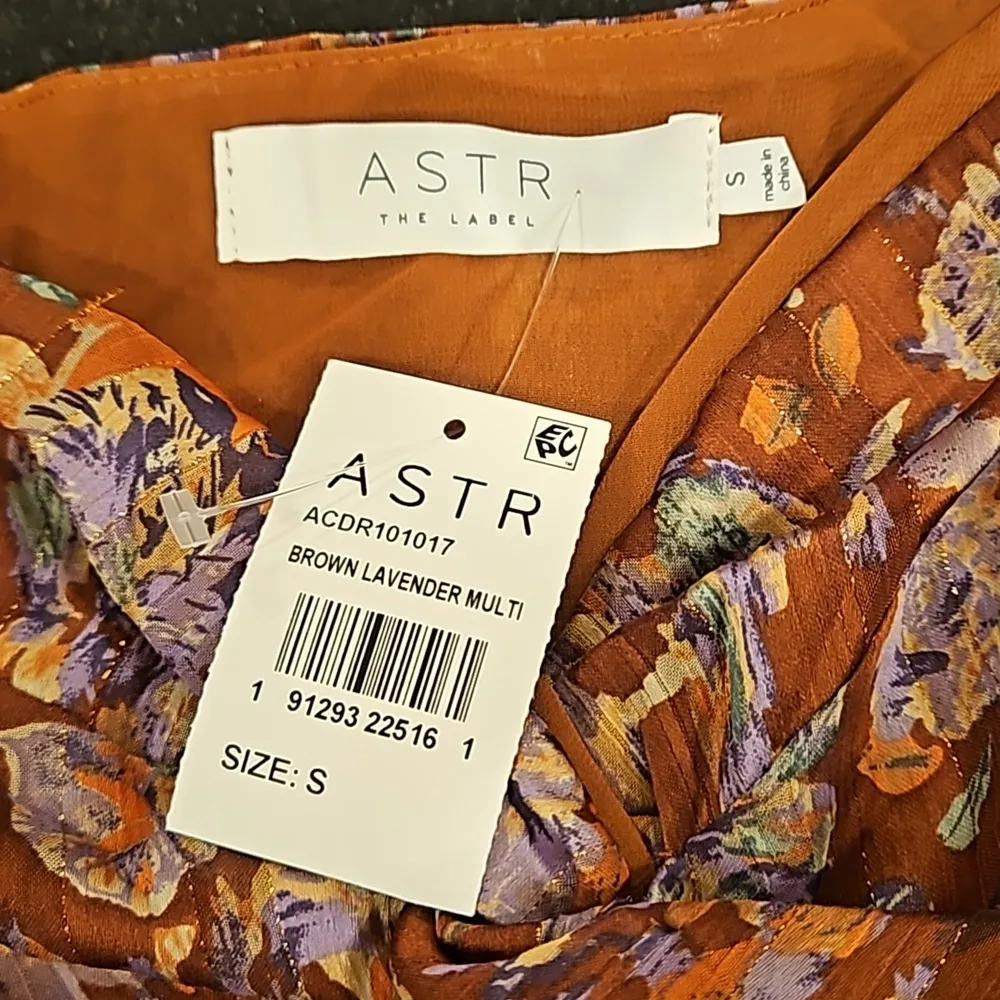 ASTR
THE LABEL
S
made in
china
EPC
ASTR
ACDR101017
BROWN LAVENDER MULTI
1 91293 22516 1
SIZE: S